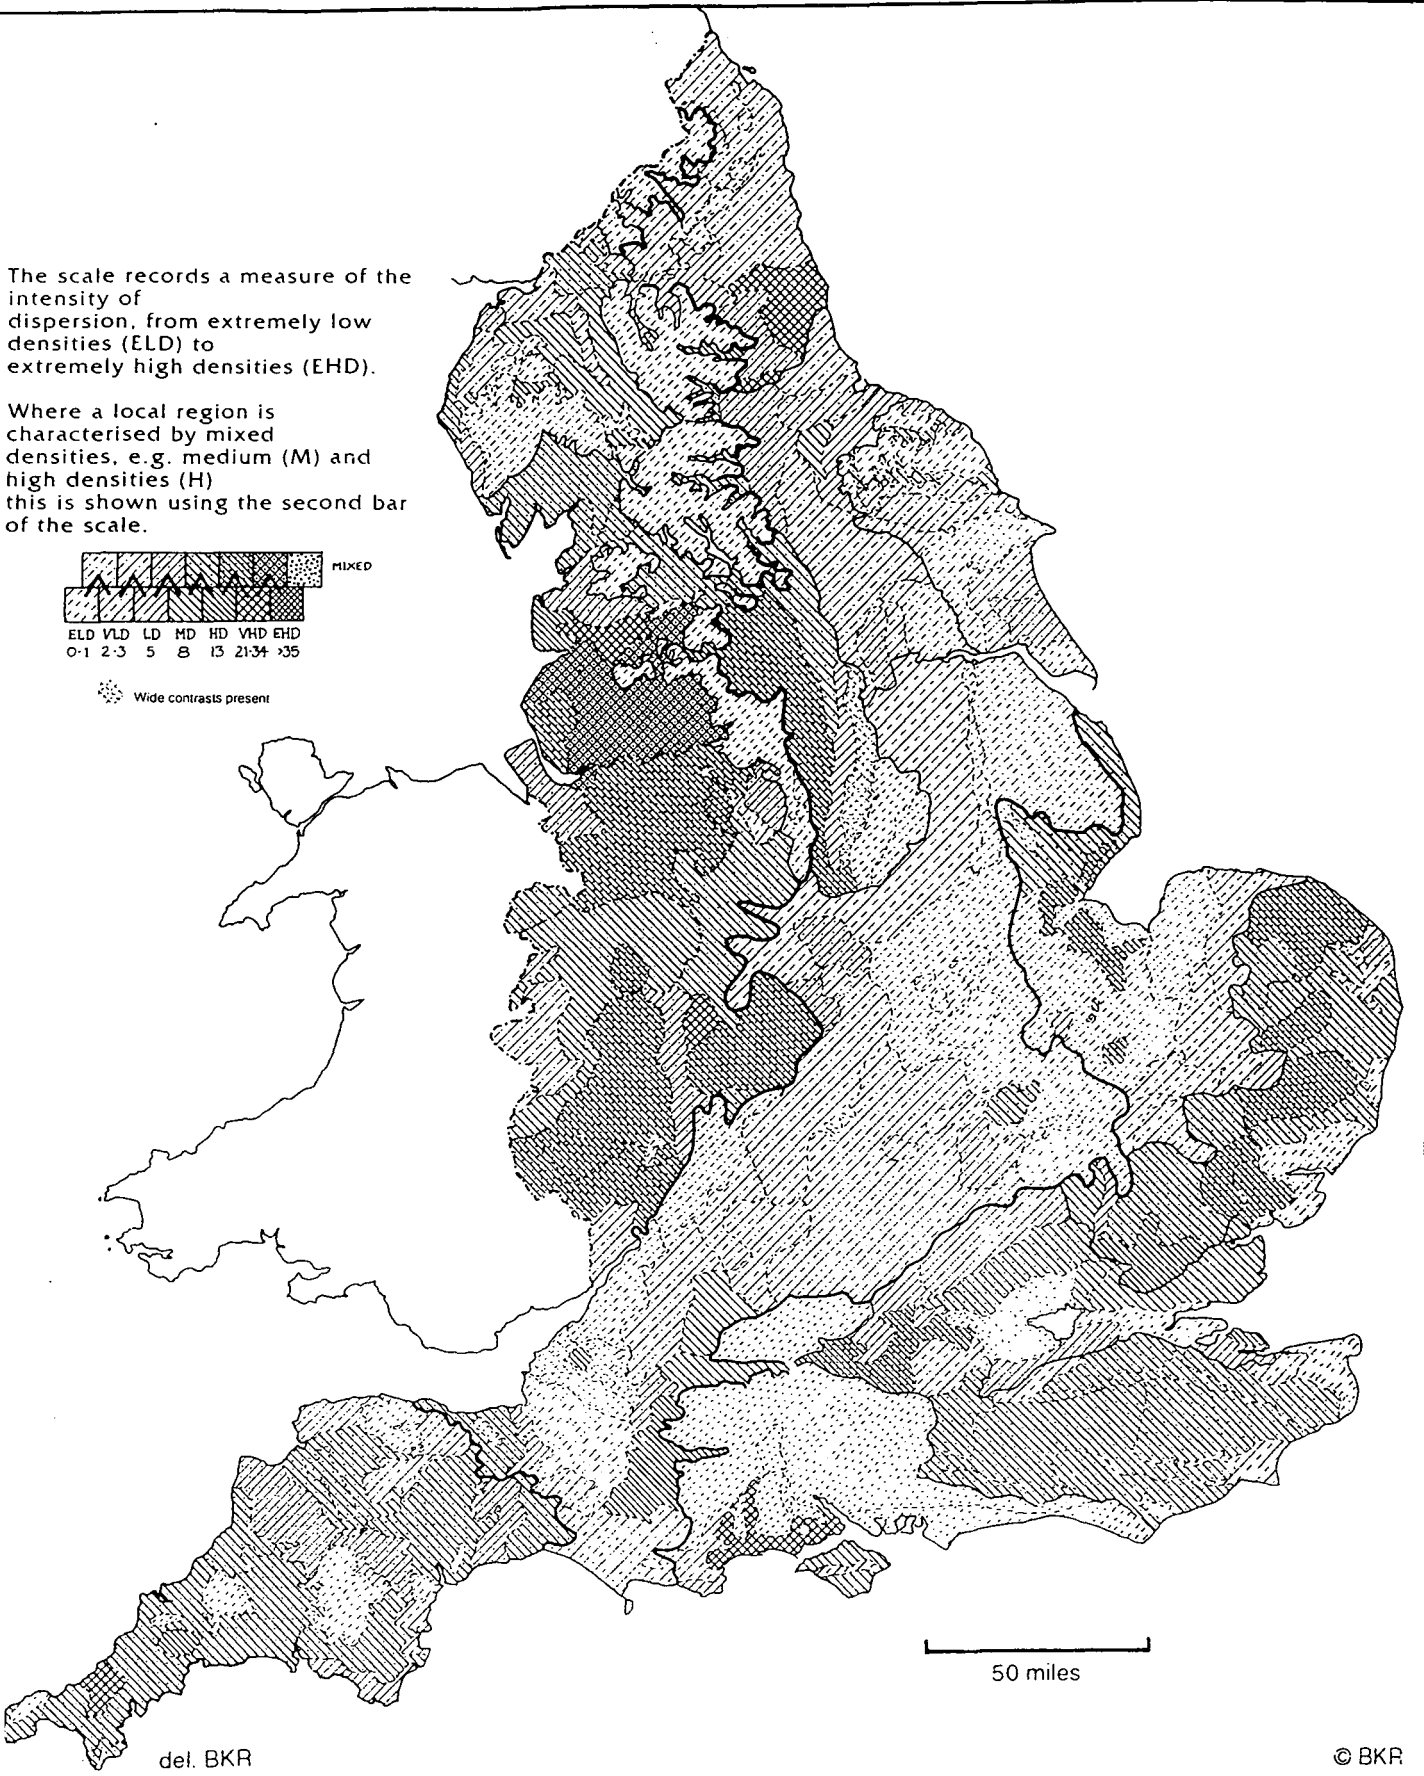 The scale records a measure of the
intensity of
dispersion, from extremely low
densities (ELD) to
extremely high densities (EHD).
Where a local region is
characterised by mixed
densities, e.g. medium (M) and
high densities (H)
this is shown using the second bar
of the scale.
MIXED
ELD VLD LD MD HD VHD EHD
0-1 2-3 5 8 13 21-34 >35
Wide contrasts present
50 miles
del. BKR
© BKR